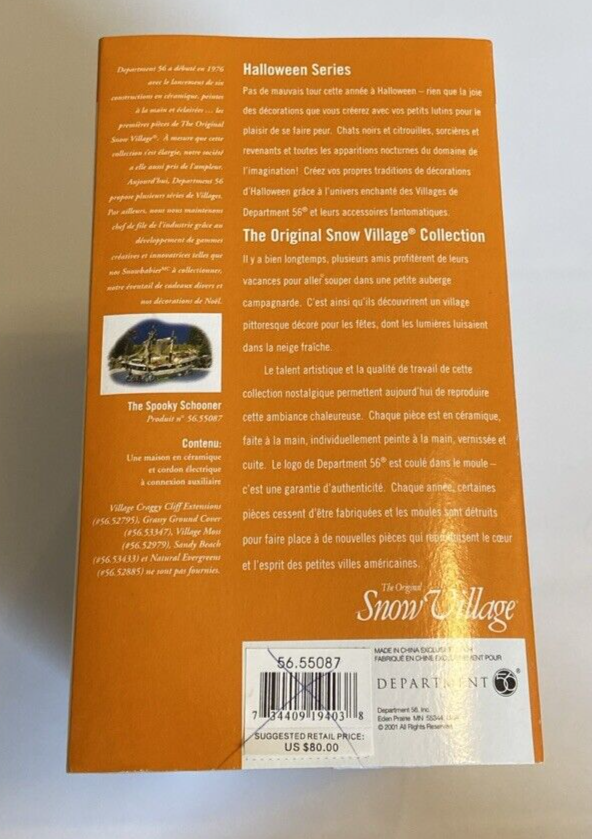 Department 56 a débuté en 1976
avec le lancement de six
constructions en céramique, peintes
à la main et éclairées ... les
premières pièces de The Original
Snow Village®. À mesure que cette
collection s'est élargie, notre société
a elle aussi pris de l'ampleur.
Aujourd'hui, Department 56
propose plusieurs séries de Villages.
Par ailleurs, nous nous maintenons
chef de file de l'industrie grâce au
développement de gammes
créatives et innovatrices telles que
nos Snowbabies MC à collectionner,
notre éventail de cadeaux divers et
nos décorations de Noël.
The Spooky Schooner
Produit n° 56.55087
Contenu:
Une maison en céramique
et cordon électrique
à connexion auxiliaire
Village Craggy Cliff Extensions
(#56.52795), Grassy Ground Cover
(#56.53347), Village Moss
(#56.52979), Sandy Beach
(#56.53433) et Natural Evergreens
(#56.52885) ne sont pas fournies.
Halloween Series
Pas de mauvais tour cette année à Halloween – rien que la joie
des décorations que vous créerez avec vos petits lutins pour le
plaisir de se faire peur. Chats noirs et citrouilles, sorcières et
revenants et toutes les apparitions nocturnes du domaine de
l'imagination! Créez vos propres traditions de décorations
d'Halloween grâce à l'univers enchanté des Villages de
Department 56® et leurs accessoires fantomatiques.
The Original Snow Village® Collection
Il y a bien longtemps, plusieurs amis profitèrent de leurs
vacances pour aller souper dans une petite auberge
campagnarde. C'est ainsi qu'ils découvrirent un village
pittoresque décoré pour les fêtes, dont les lumières luisaient
dans la neige fraîche.
Le talent artistique et la qualité de travail de cette
collection nostalgique permettent aujourd'hui de reproduire
cette ambiance chaleureuse. Chaque pièce est en céramique,
faite à la main, individuellement peinte à la main, vernissée et
cuite. Le logo de Department 56® est coulé dans le moule –
c'est une garantie d'authenticité. Chaque année, certaines
pièces cessent d'être fabriquées et les moules sont détruits
pour faire place à de nouvelles pièces qui reproduisent le cœur
et l'esprit des petites villes américaines.
The Original
Snow Village
56.55087
7 34409 19403 8
SUGGESTED RETAIL PRICE:
US $80.00
MADE IN CHINA
FABRIQUÉ EN CHINE EXCLUSIVEMENT POUR
DEPARTMENT 56®
Department 56, Inc.
Eden Prairie MN 55344, USA
© 2001 All Rights Reserved